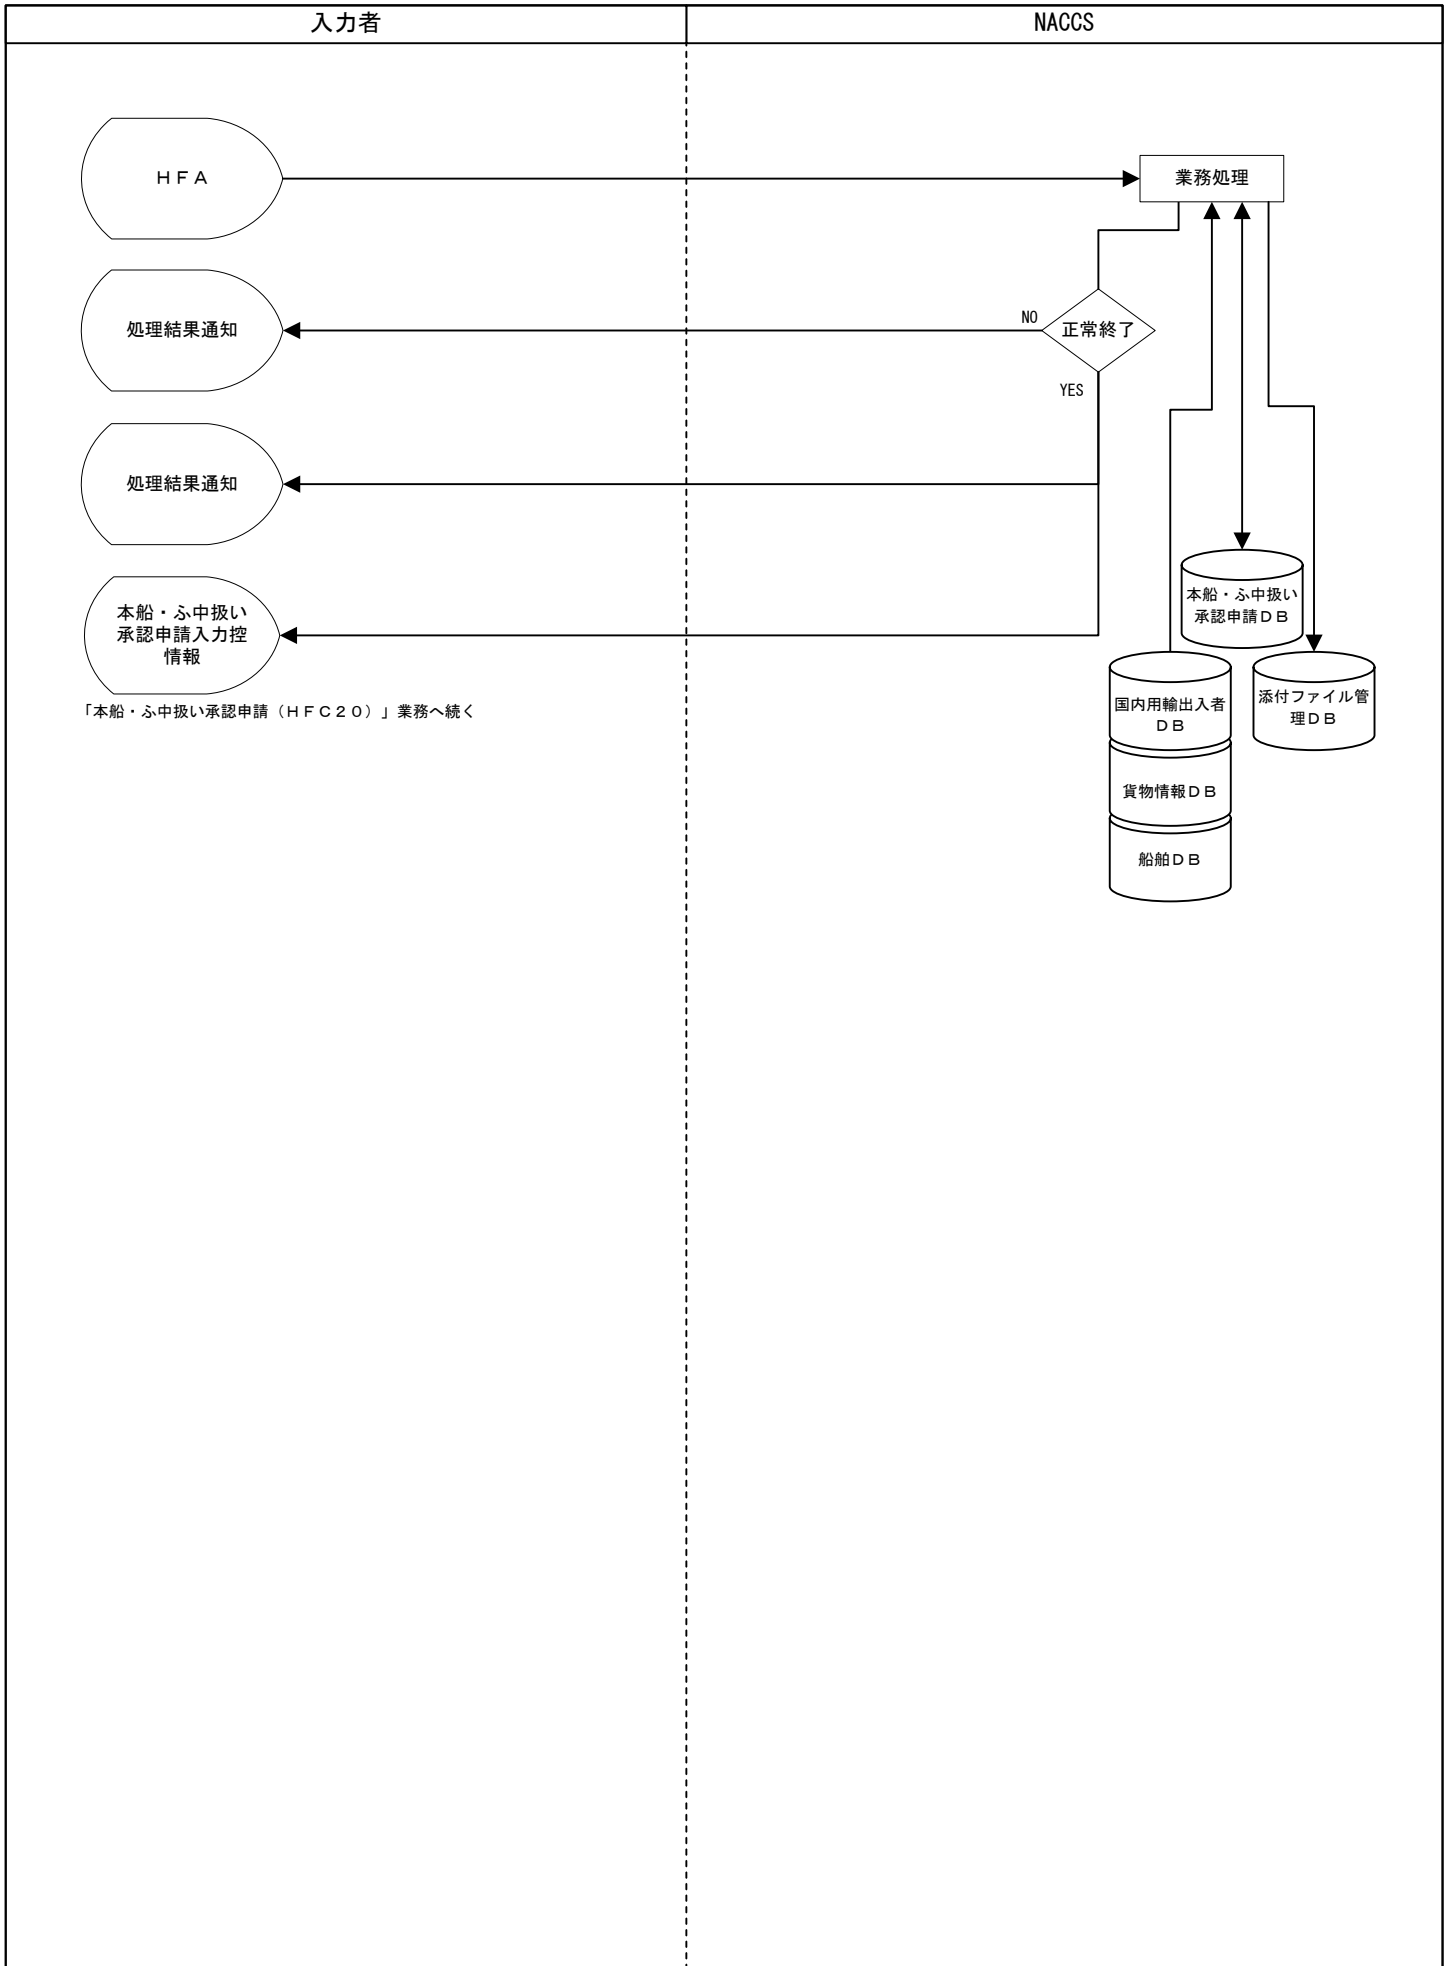 入力者
NACCS
ＨＦＡ
業務処理
処理結果通知
NO
正常終了
YES
処理結果通知
本船・ふ中扱い
承認申請入力控
情報
「本船・ふ中扱い承認申請（ＨＦＣ２０）」業務へ続く
本船・ふ中扱い
承認申請ＤＢ
国内用輸出入者
ＤＢ
添付ファイル管
理ＤＢ
貨物情報ＤＢ
船舶ＤＢ